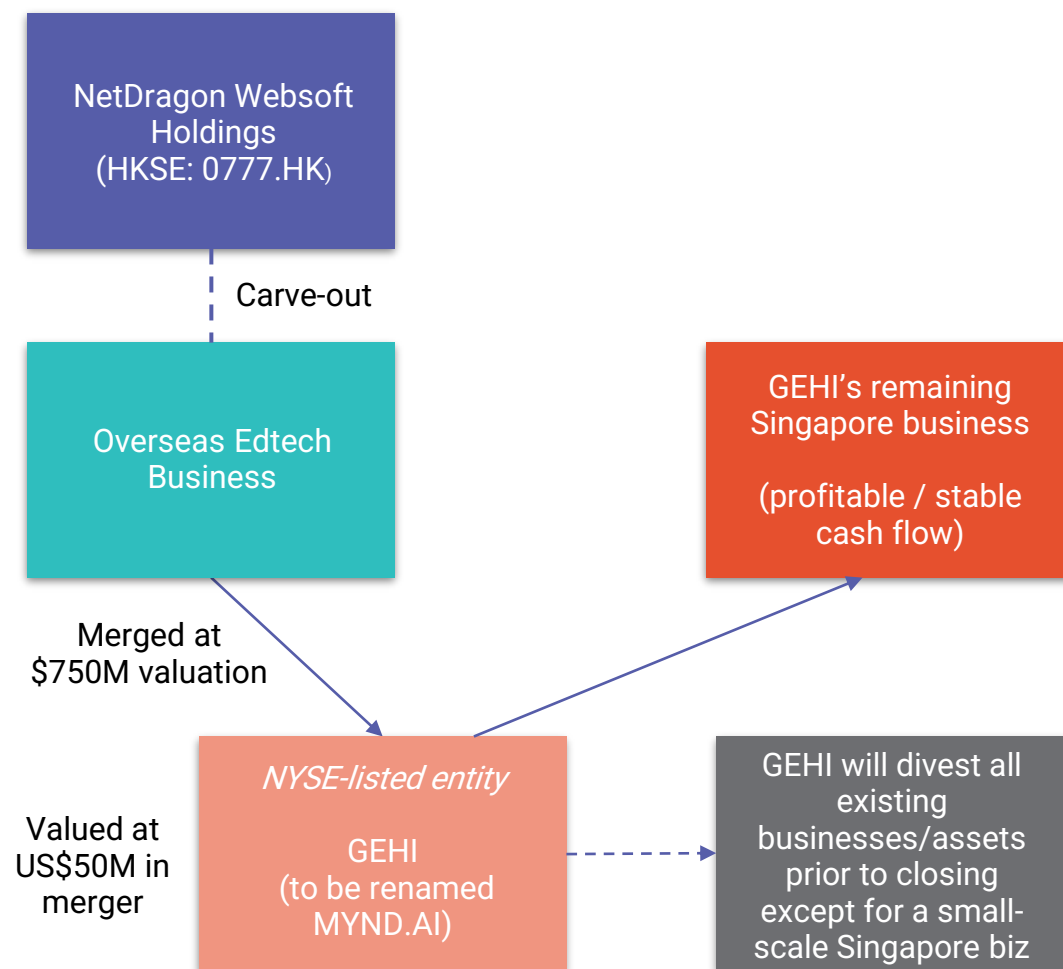 NetDragon Websoft
Holdings
(HKSE: 0777.HK)
Carve-out
Overseas Edtech
Business
GEHI's remaining
Singapore business
(profitable / stable
cash flow)
Merged at
$750M valuation
Valued at
US$50M in
merger
NYSE-listed entity
GEHI
(to be renamed
MYND.AI)
GEHI will divest all
existing
businesses/assets
prior to closing
except for a small-
scale Singapore biz